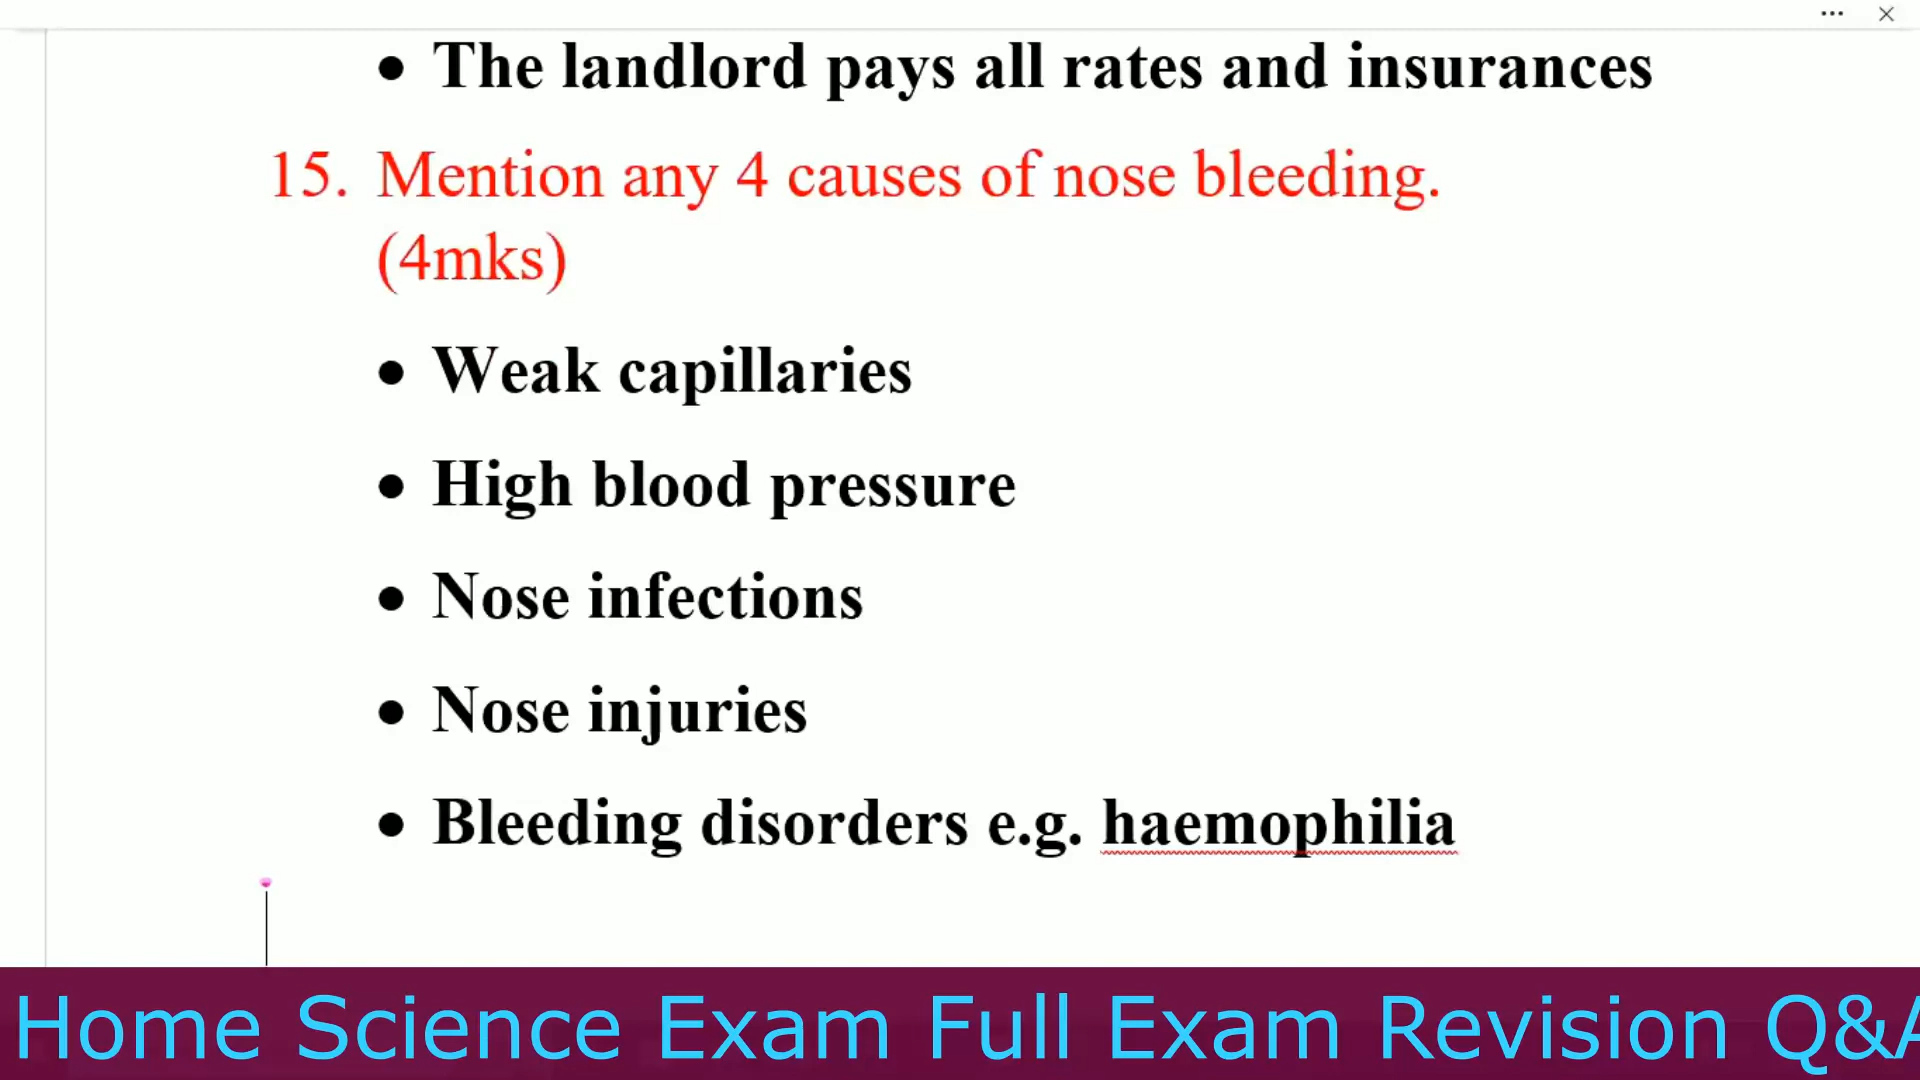 • The landlord pays all rates and insurances
15. Mention any 4 causes of nose bleeding.
(4mks)
• Weak capillaries
• High blood pressure
• Nose infections
• Nose injuries
• Bleeding disorders e.g. haemophilia
Home Science Exam Full Exam Revision Q&A